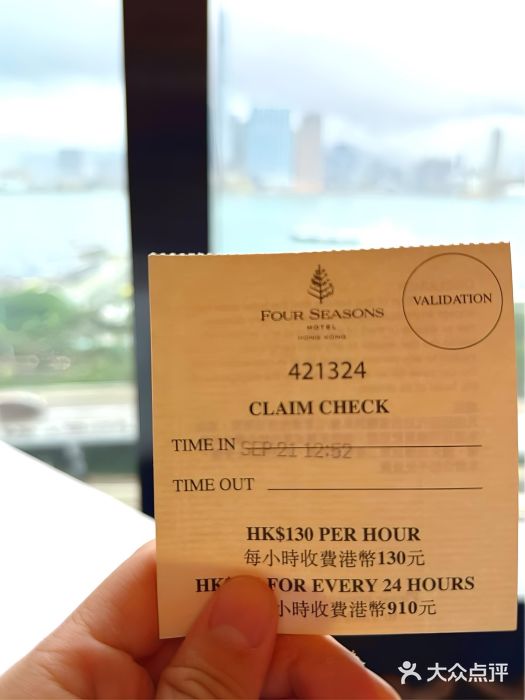 FOUR SEASONS
HOTEL
HONG KONG
VALIDATION
421324
CLAIM CHECK
TIME IN SEP 21 12:52
TIME OUT
HK$130 PER HOUR
每小時收費港幣130元
FOR EVERY 24 HOURS
小時收費港幣910元
大众点评